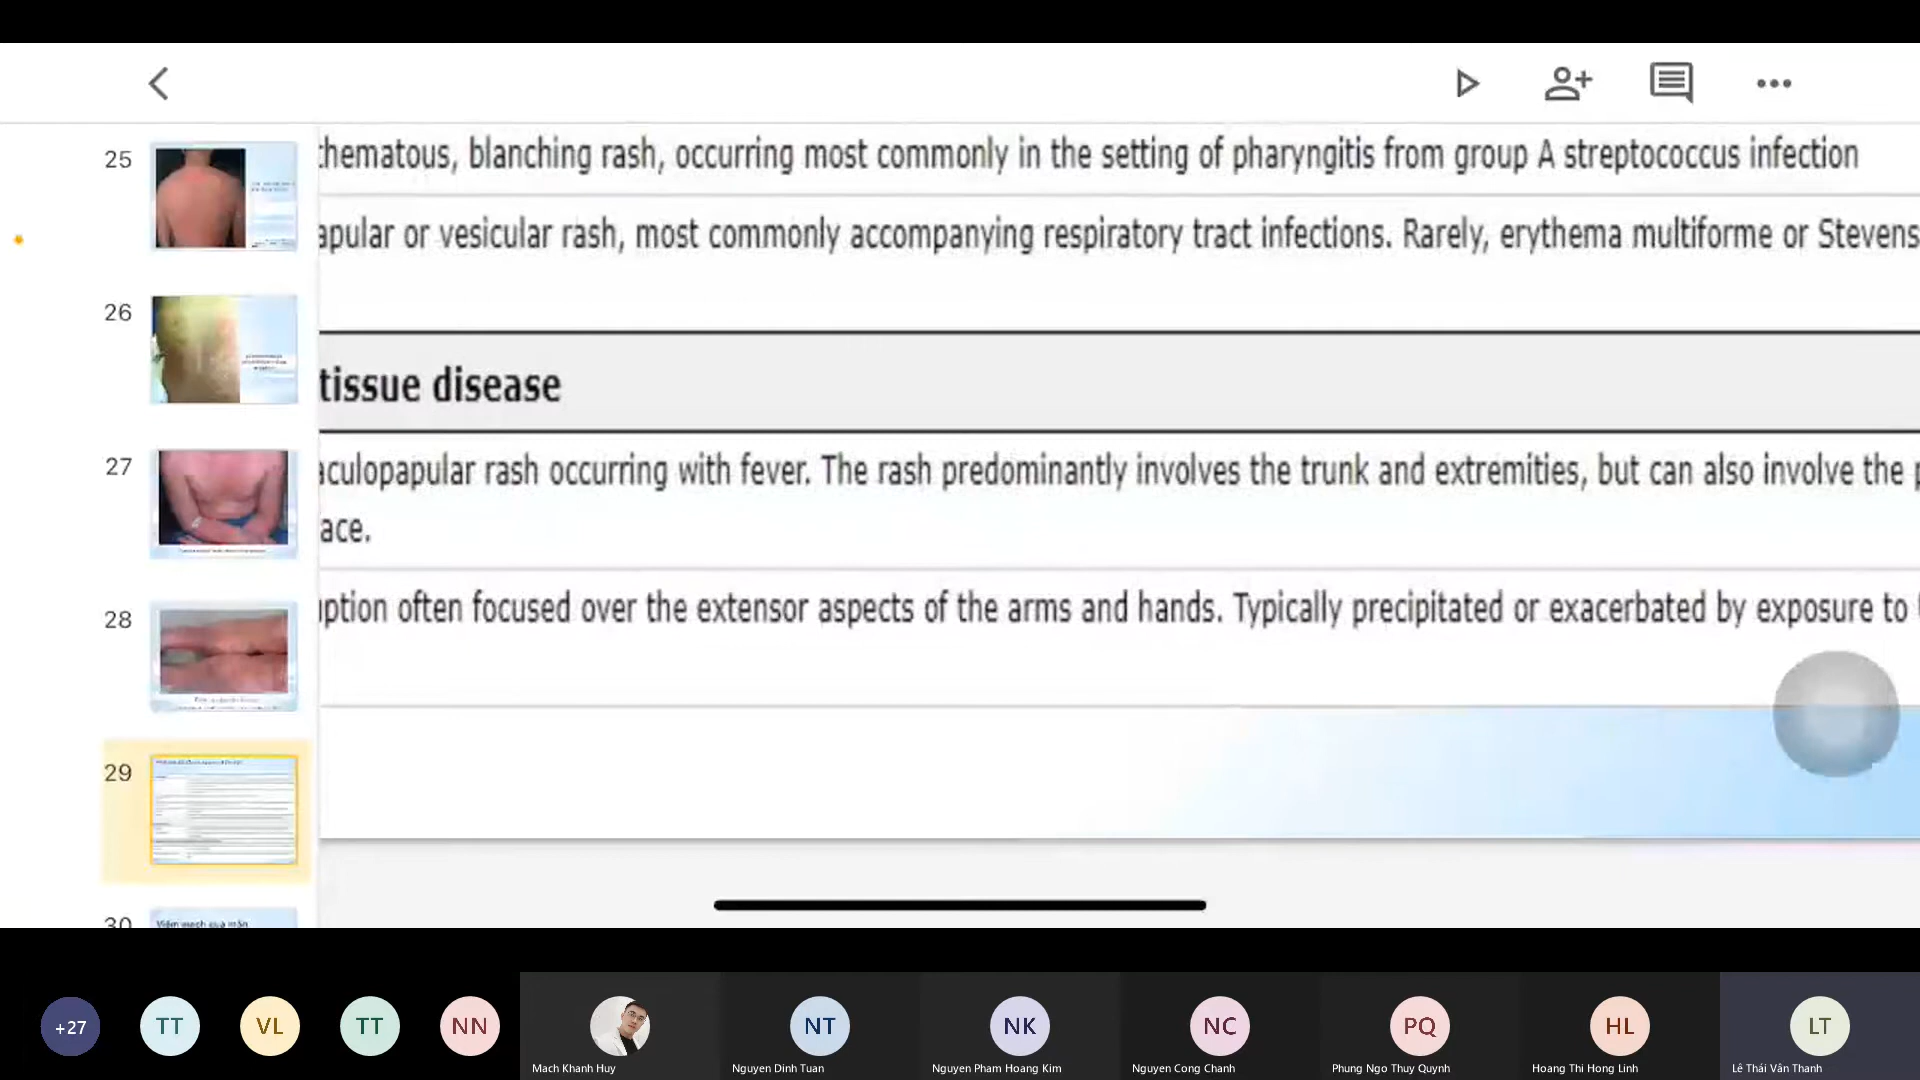 25
thematous, blanching rash, occurring most commonly in the setting of pharyngitis from group A streptococcus infection
apular or vesicular rash, most commonly accompanying respiratory tract infections. Rarely, erythema multiforme or Stevens
26
tissue disease
27
aculopapular rash occurring with fever. The rash predominantly involves the trunk and extremities, but can also involve the p
ace.
28
uption often focused over the extensor aspects of the arms and hands. Typically precipitated or exacerbated by exposure to
29
30
Viêm mạch quá mẫn
+27
TT
VL
TT
NN
NT
NK
NC
PQ
HL
LT
Mach Khanh Huy
Nguyen Dinh Tuan
Nguyen Pham Hoang Kim
Nguyen Cong Chanh
Phung Ngo Thuy Quynh
Hoang Thi Hong Linh
Lê Thái Vân Thanh